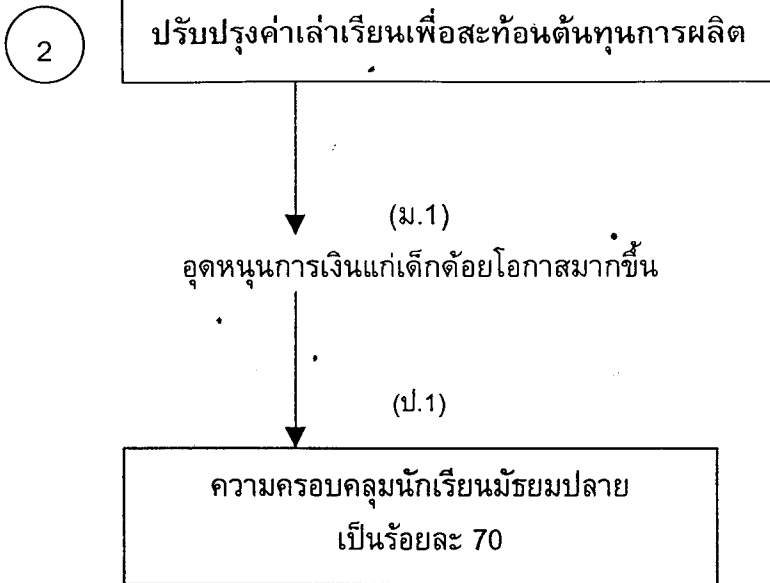 2
ปรับปรุงค่าเล่าเรียนเพื่อสะท้อนต้นทุนการผลิต
(ม.1)
อุดหนุนการเงินแก่เด็กด้อยโอกาสมากขึ้น
(ป.1)
ความครอบคลุมนักเรียนมัธยมปลาย
เป็นร้อยละ 70